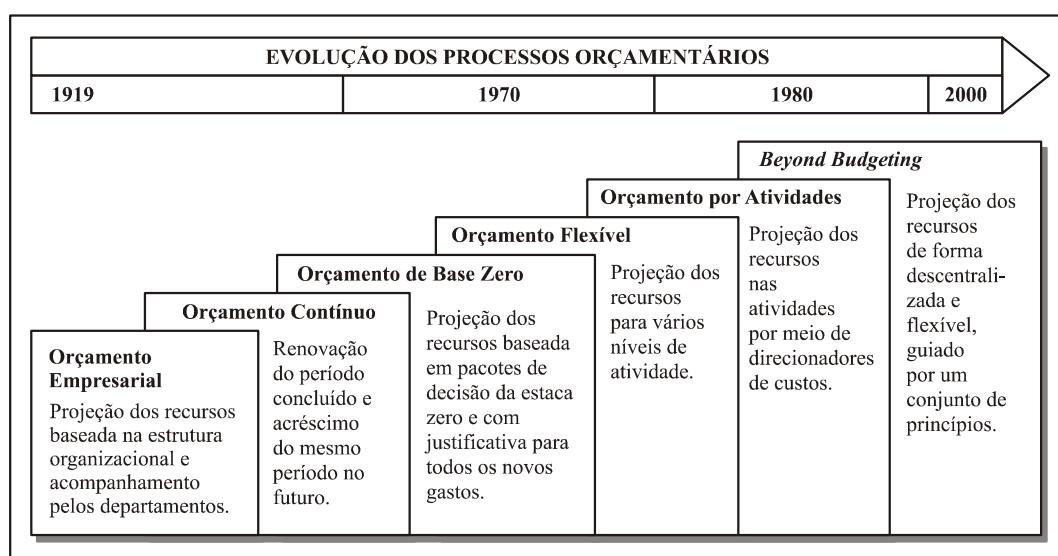 EVOLUÇÃO DOS PROCESSOS ORÇAMENTÁRIOS
1919 1970 1980 2000
Orçamento
Empresarial
Projeção dos recursos
baseada na estrutura
organizacional e
acompanhamento
pelos departamentos.
Orçamento Contínuo
Renovação
do período
concluído e
acréscimo
do mesmo
período no
futuro.
Orçamento de Base Zero
Projeção dos
recursos baseada
em pacotes de
decisão da estaca
zero e com
justificativa para
todos os novos
gastos.
Orçamento Flexível
Projeção dos
recursos
para vários
níveis de
atividade.
Orçamento por Atividades
Projeção dos
recursos
nas
atividades
por meio de
direcionadores
de custos.
Beyond Budgeting
Projeção dos
recursos
de forma
descentrali-
zada e
flexível,
guiado
por um
conjunto de
princípios.